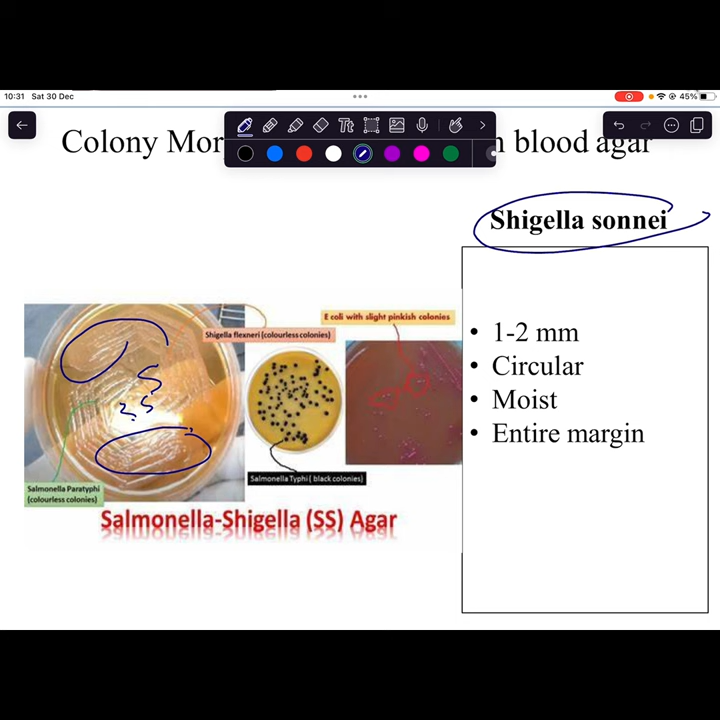 10:31 Sat 30 Dec
45%
Tt
Colony Mor
blood agar
Shigella sonnei
E coli with slight pinkish colonies
Shigella flexneri (colourless colonies)
• 1-2 mm
• Circular
• Moist
• Entire margin
Salmonella Typhi ( black colonies)
Salmonella Paratyphi
(colourless colonies)
Salmonella-Shigella (SS) Agar